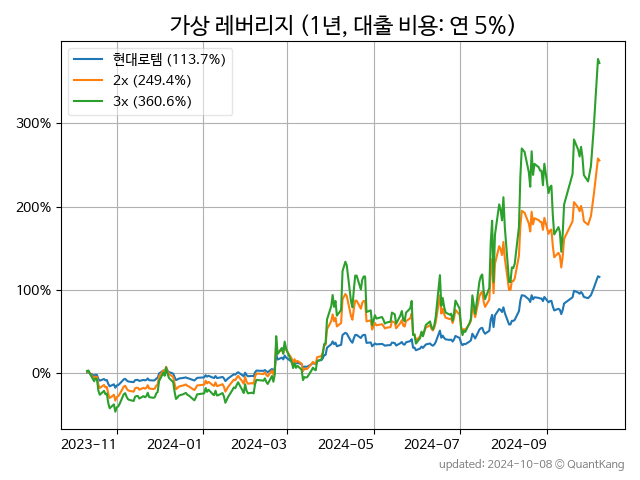 가상 레버리지 (1년, 대출 비용: 연 5%)
현대로템 (113.7%)
2x (249.4%)
3x (360.6%)
300%
200%
100%
0%
2023-11
2024-01
2024-03
2024-05
2024-07
2024-09
updated: 2024-10-08 © QuantKang